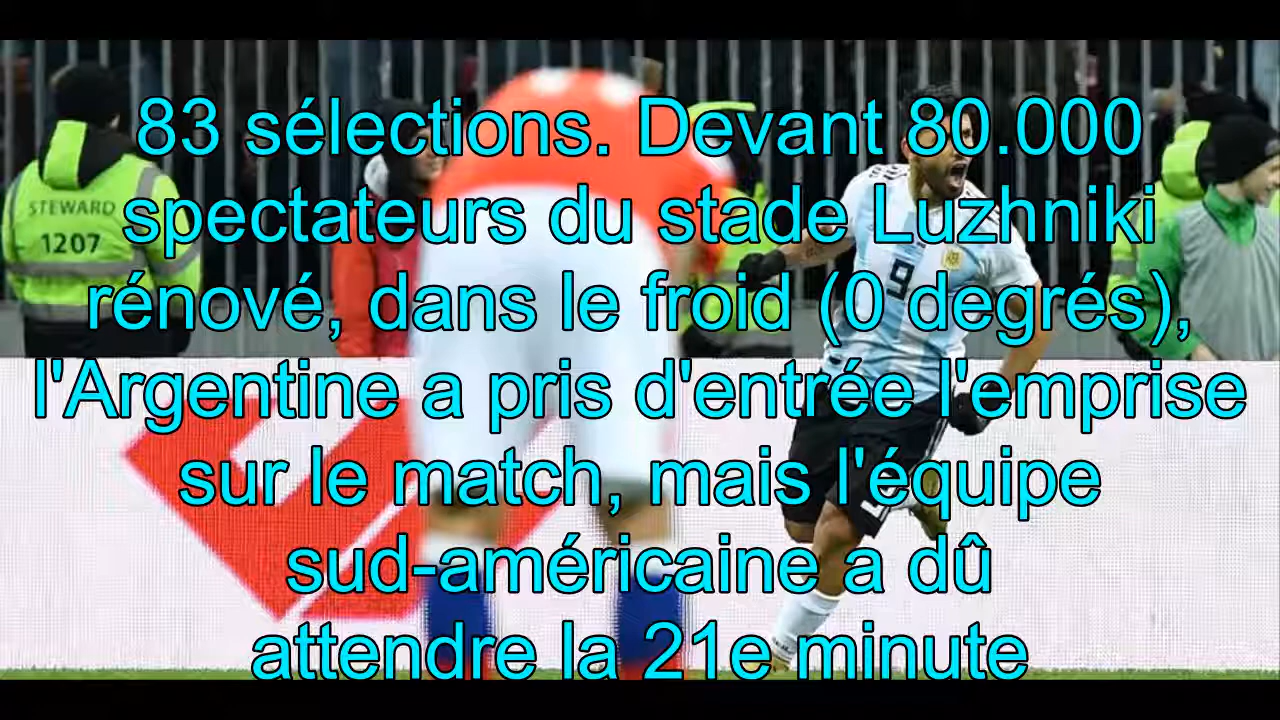 83 sélections. Devant 80.000
spectateurs du stade Luzhniki
rénové, dans le froid (0 degrés),
l'Argentine a pris d'entrée l'emprise
sur le match, mais l'équipe
sud-américaine a dû
attendre la 21e minute
STEWARD
1207
9